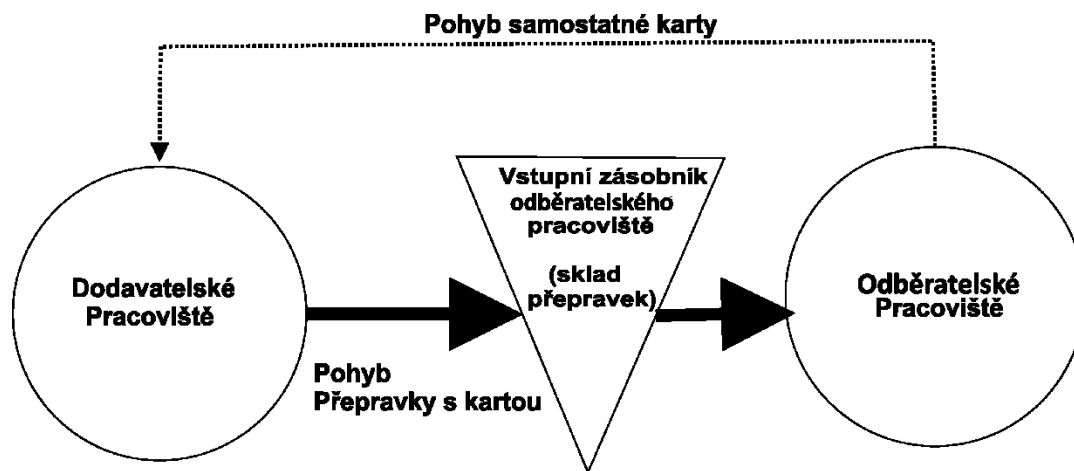 Pohyb samostatné karty
Vstupní zásobník
odběratelského
pracoviště
(sklad
přepravek)
Dodavatelské
Pracoviště
Odběratelské
Pracoviště
Pohyb
Přepravky s kartou